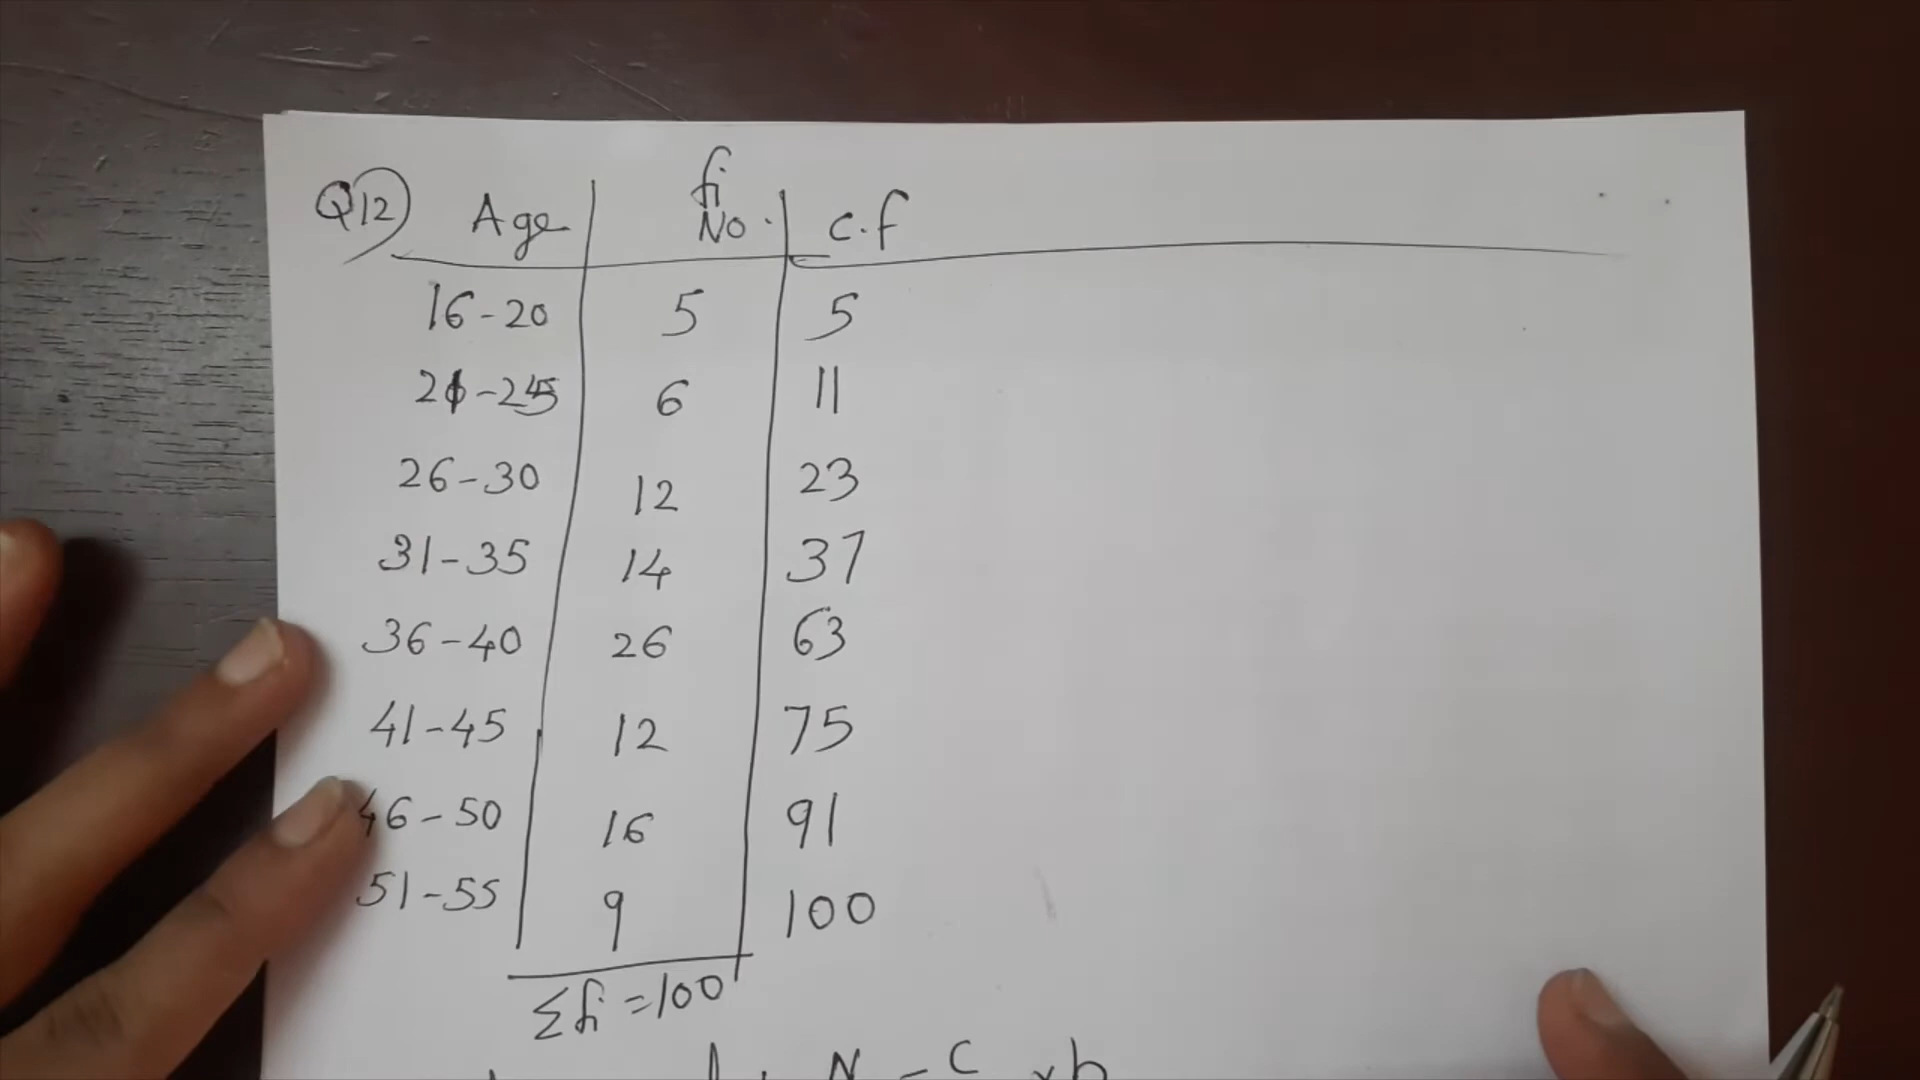 Q12 Age fi No. C.f
16-20 5 5
21-25 6 11
26-30 12 23
31-35 14 37
36-40 26 63
41-45 12 75
46-50 16 91
51-55 9 100
Σfi = 100
N - C × h